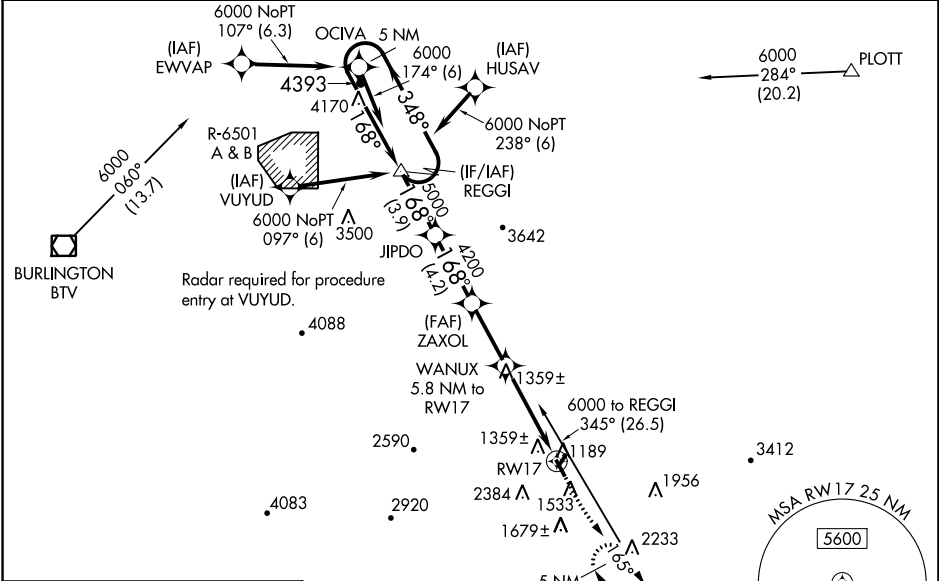 6000 NoPT
107° (6.3)
OCIVA 5 NM
(IAF)
EWVAP
6000
174° (6)
(IAF)
HUSAV
6000
284°
(20.2)
PLOTT
4393
4170
168°
348°
6000 NoPT
238° (6)
R-6501
A & B
6000
060°
(13.7)
(IAF)
VUYUD
(IF/IAF)
REGGI
6000 NoPT
097° (6)
3500
5000
168°
(3.9)
3642
JIPDO
BURLINGTON
BTV
Radar required for procedure
entry at VUYUD.
4200
168°
(4.2)
4088
(FAF)
ZAXOL
WANUX
5.8 NM to
RW17
1359±
6000 to REGGI
345° (26.5)
2590
1359±
1189
RW17
3412
2384
1533
1956
4083
2920
1679±
2233
165°
5 NM
MSA RW17 25 NM
5600